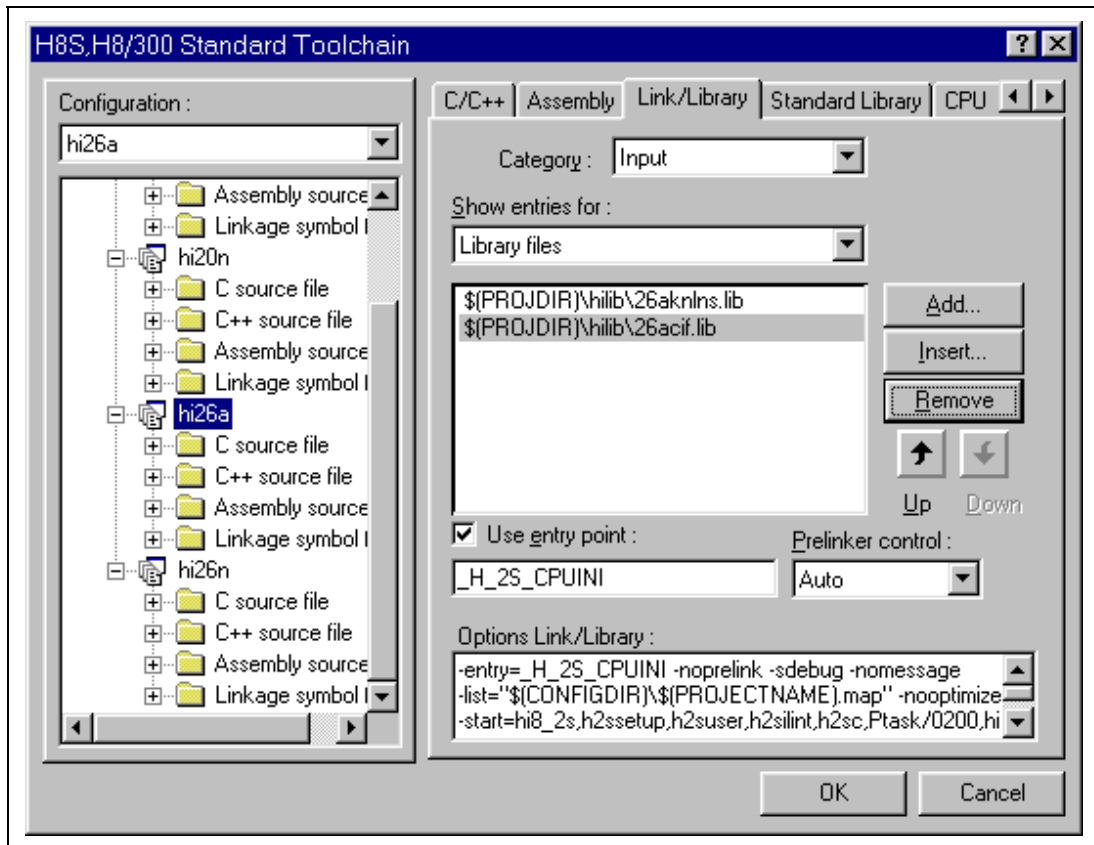 H8S,H8/300 Standard Toolchain
Configuration :
hi26a
Assembly source
Linkage symbol
hi20n
C source file
C++ source file
Assembly source
Linkage symbol
hi26a
C source file
C++ source file
Assembly source
Linkage symbol
hi26n
C source file
C++ source file
Assembly source
Linkage symbol
C/C++
Assembly
Link/Library
Standard Library
CPU
Category :
Input
Show entries for :
Library files
$(PROJDIR)\hilib\26aknlns.lib
$(PROJDIR)\hilib\26acif.lib
Add...
Insert...
Remove
Up
Down
Use entry point :
_H_2S_CPUINI
Prelinker control :
Auto
Options Link/Library :
-entry=_H_2S_CPUINI -noprelink -sdebug -nomessage
-list="$(CONFIGDIR)\$(PROJECTNAME).map" -nooptimize
-start=hi8_2s,h2ssetup,h2suser,h2silint,h2sc,Ptask/0200,hi
OK
Cancel